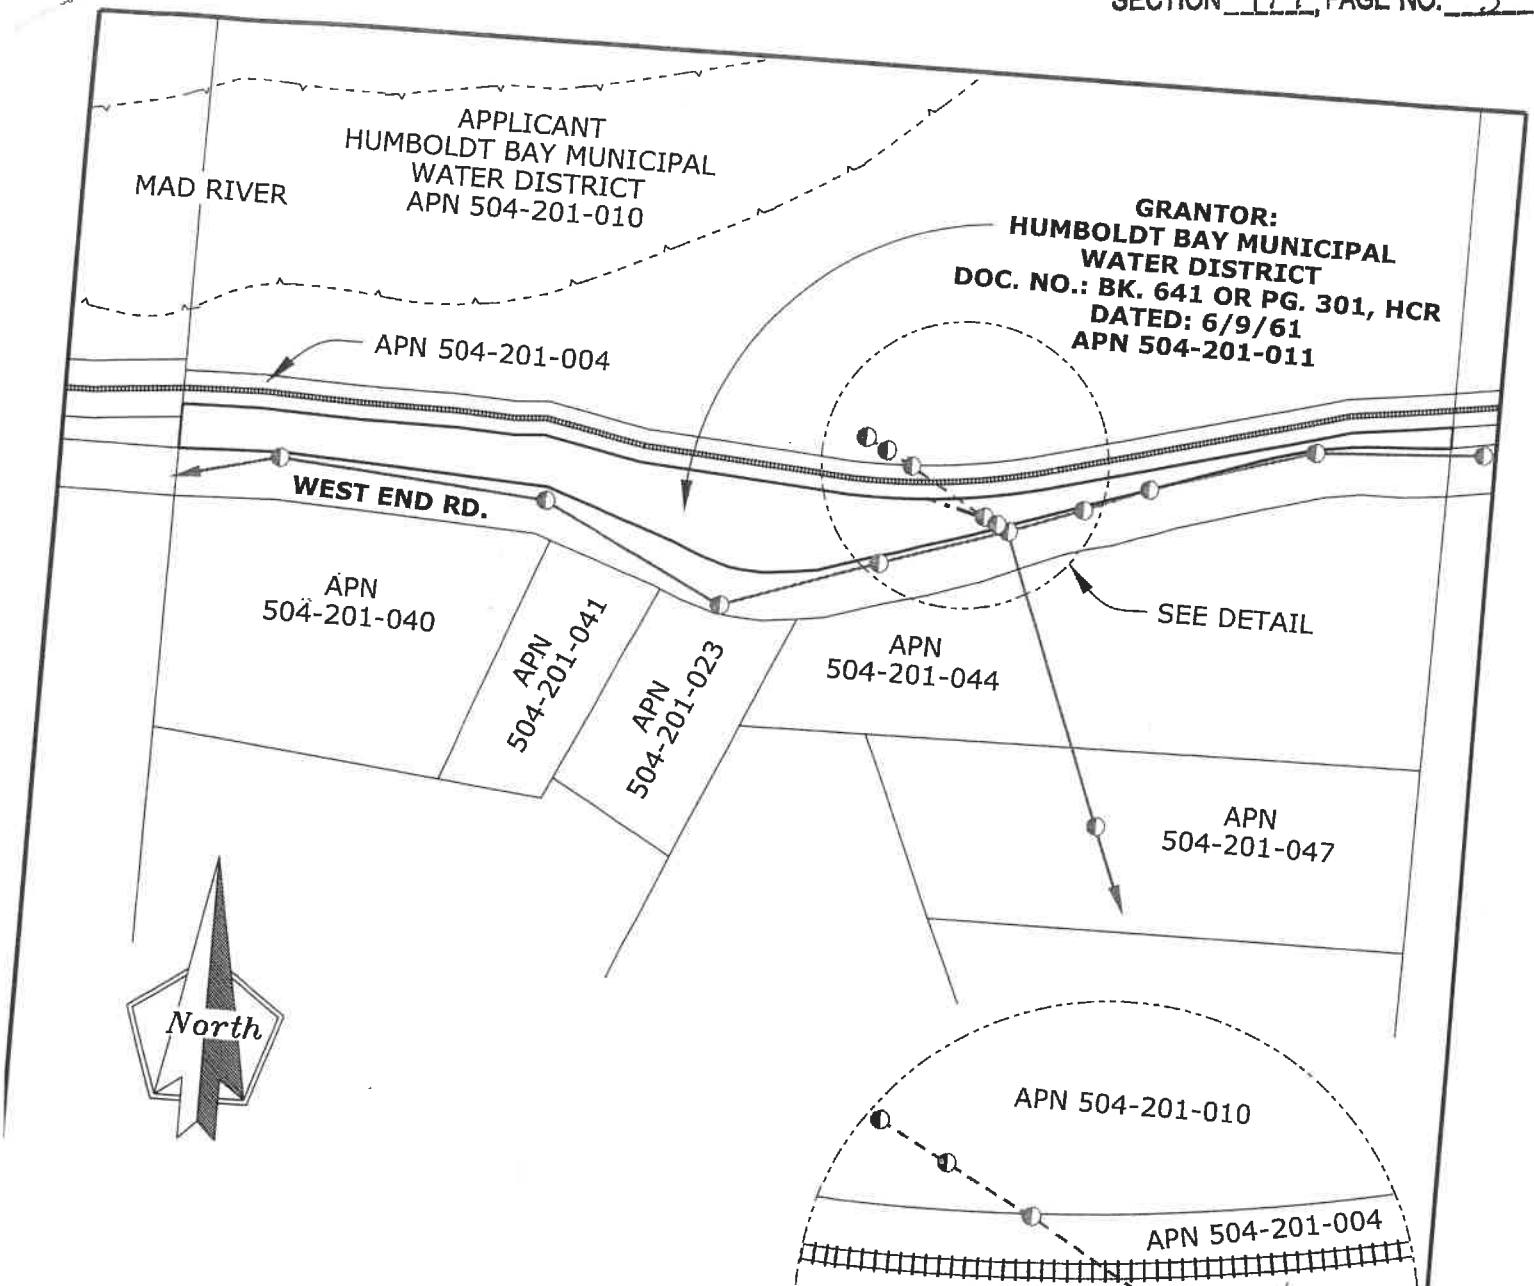 APPLICANT
HUMBOLDT BAY MUNICIPAL
WATER DISTRICT
APN 504-201-010
MAD RIVER
GRANTOR:
HUMBOLDT BAY MUNICIPAL
WATER DISTRICT
DOC. NO.: BK. 641 OR PG. 301, HCR
DATED: 6/9/61
APN 504-201-011
APN 504-201-004
WEST END RD.
APN
504-201-040
APN
504-201-041
APN
504-201-023
APN
504-201-044
SEE DETAIL
APN
504-201-047
North
APN 504-201-010
APN 504-201-004